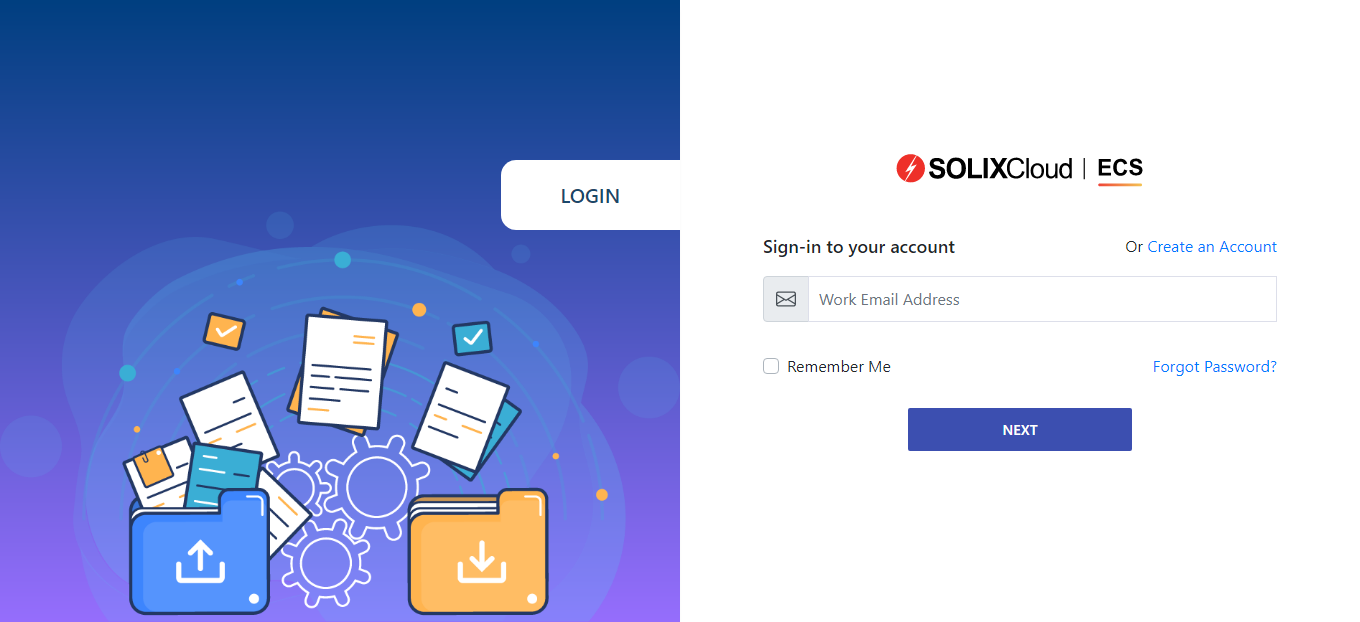 LOGIN
SOLIXCloud | ECS
Sign-in to your account
Or Create an Account
Work Email Address
Remember Me
Forgot Password?
NEXT